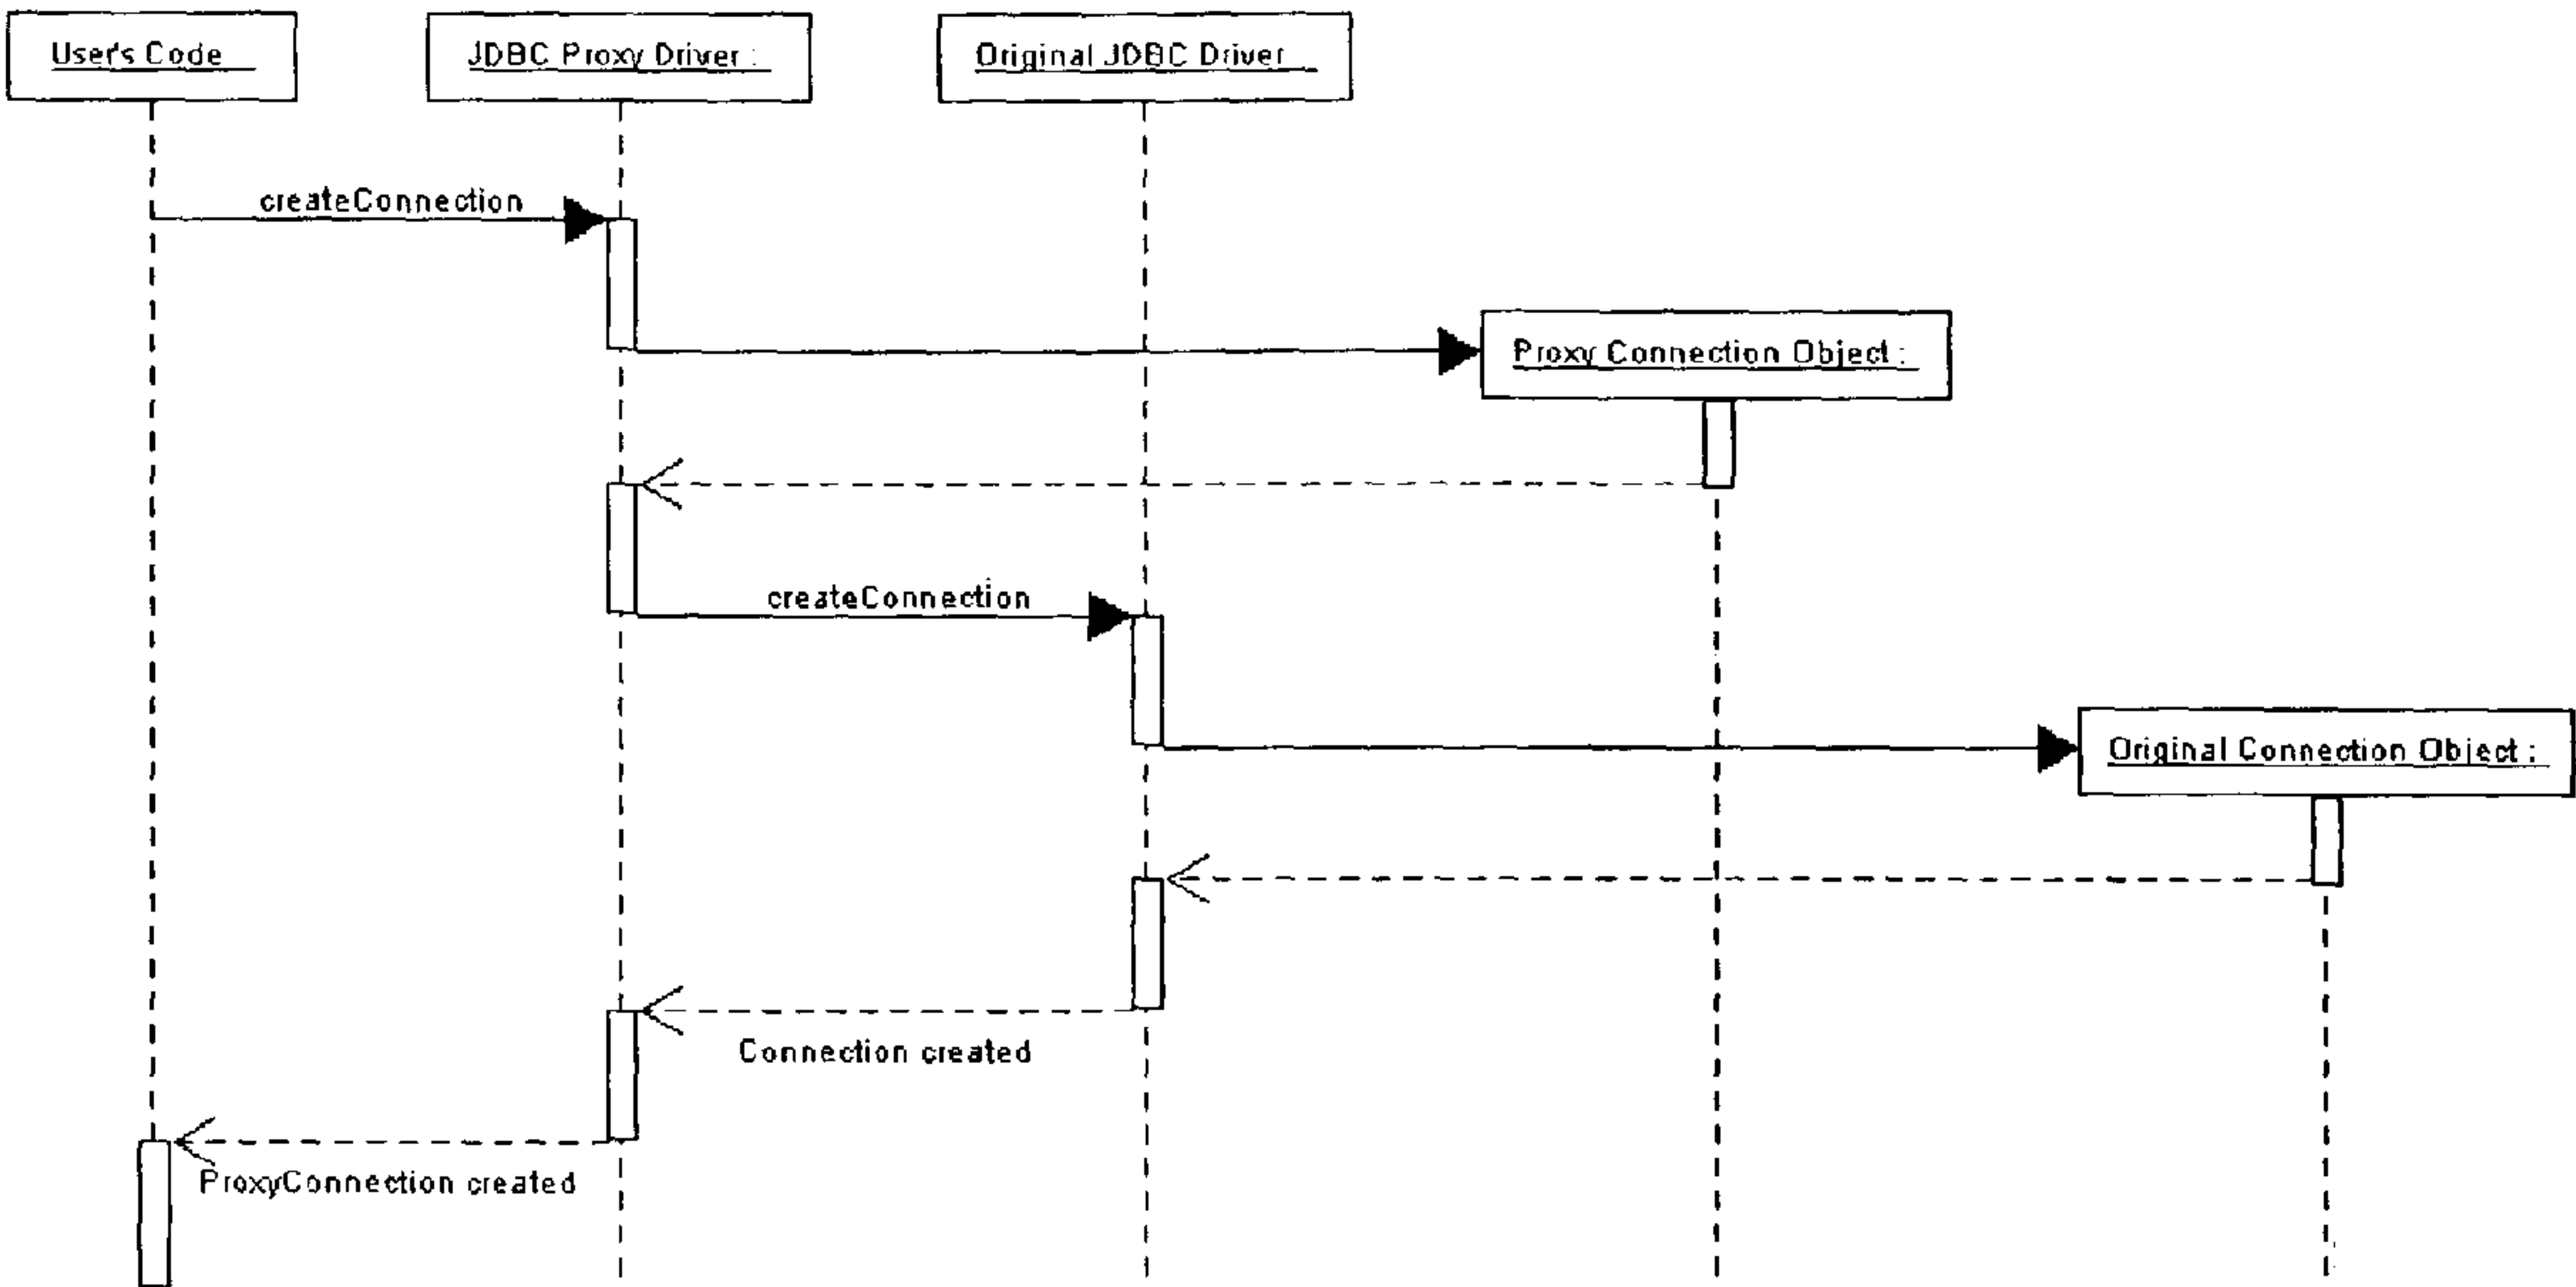 User's Code
JDBC Proxy Driver :
Original JDBC Driver
createConnection
Proxy Connection Object :
createConnection
Original Connection Object :
Connection created
ProxyConnection created